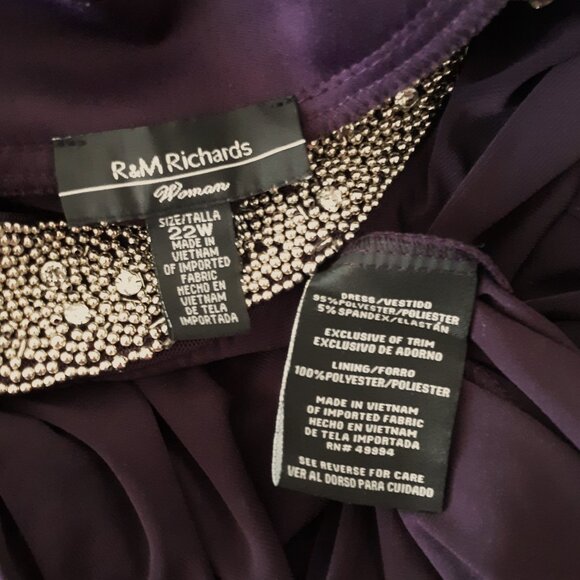 R&M Richards
Woman
SIZE/TALLA
22W
MADE IN
VIETNAM
OF IMPORTED
FABRIC
HECHO EN
VIETNAM
DE TELA
IMPORTADA
DRESS/VESTIDO
95%POLYESTER/POLIESTER
5% SPANDEX/ELASTÁN
EXCLUSIVE OF TRIM
EXCLUSIVO DE ADORNO
LINING/FORRO
100%POLYESTER/POLIESTER
MADE IN VIETNAM
OF IMPORTED FABRIC
HECHO EN VIETNAM
DE TELA IMPORTADA
RN# 49994
SEE REVERSE FOR CARE
VER AL DORSO PARA CUIDADO